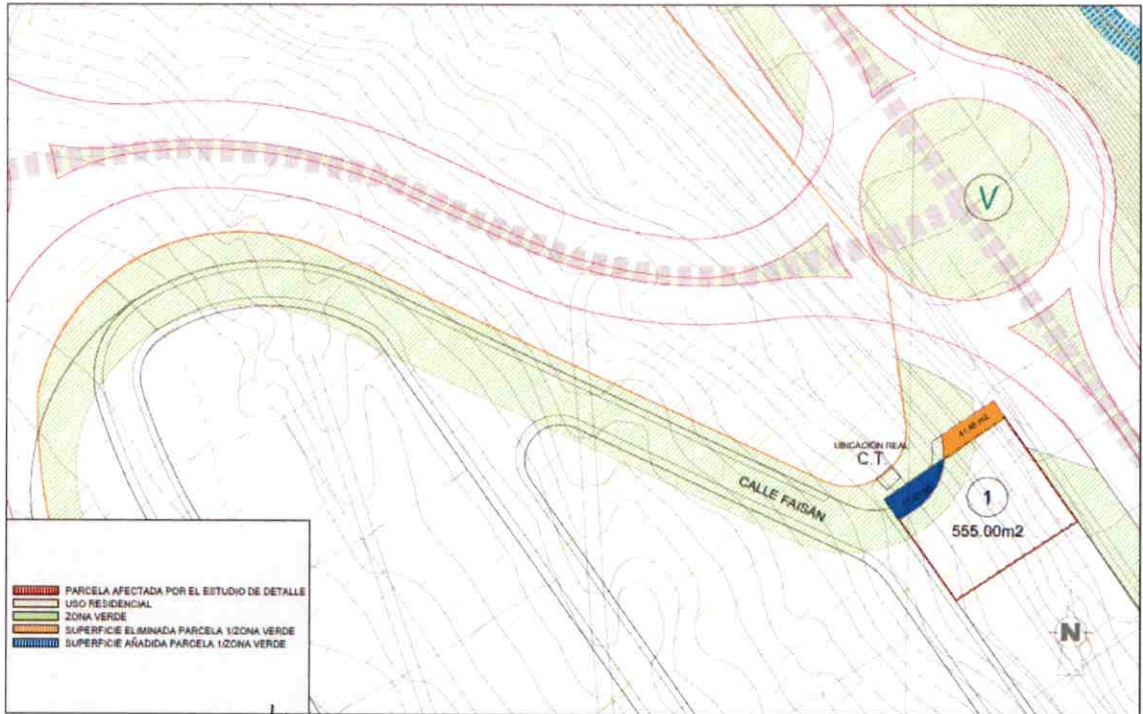 V
UBICACIÓN REAL
C.T.
CALLE FAISÁN
1
555.00m2
PARCELA AFECTADA POR EL ESTUDIO DE DETALLE
USO RESIDENCIAL
ZONA VERDE
SUPERFICIE ELIMINADA PARCELA 1/ZONA VERDE
SUPERFICIE AÑADIDA PARCELA 1/ZONA VERDE
N